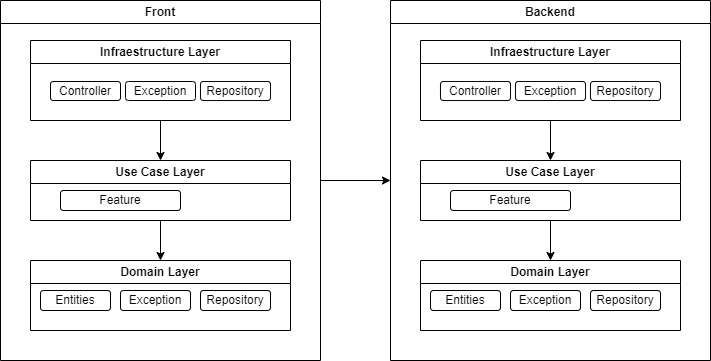 Front
Infraestructure Layer
Controller Exception Repository
Use Case Layer
Feature
Domain Layer
Entities Exception Repository
Backend
Infraestructure Layer
Controller Exception Repository
Use Case Layer
Feature
Domain Layer
Entities Exception Repository